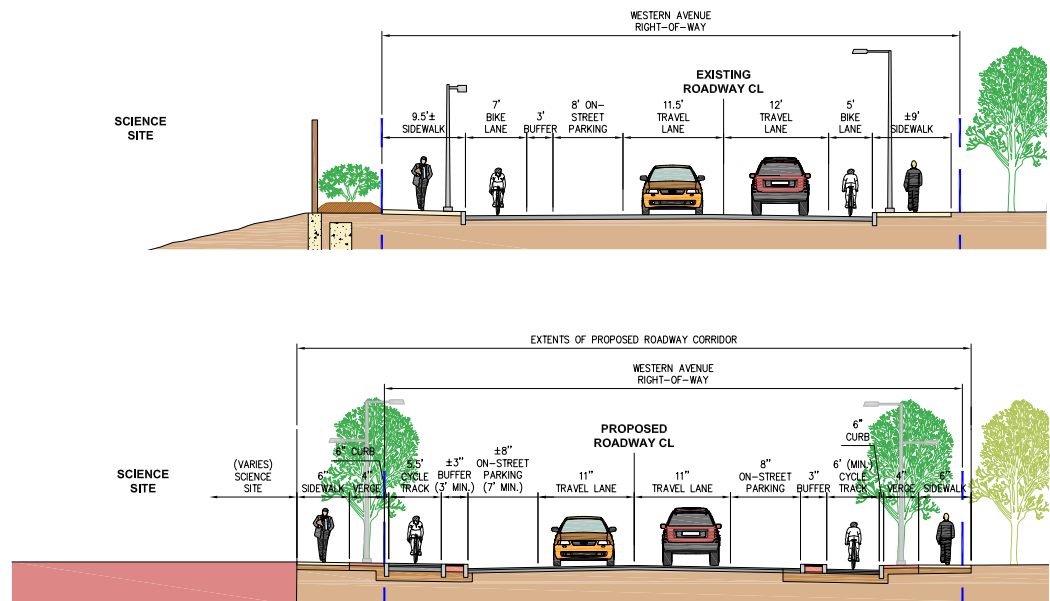 WESTERN AVENUE
RIGHT-OF-WAY
EXISTING
ROADWAY CL
SCIENCE
SITE
9.5'±
SIDEWALK
7'
BIKE
LANE
3'
BUFFER
8' ON-
STREET
PARKING
11.5'
TRAVEL
LANE
12'
TRAVEL
LANE
5'
BIKE
LANE
±9'
SIDEWALK
EXTENTS OF PROPOSED ROADWAY CORRIDOR
WESTERN AVENUE
RIGHT-OF-WAY
PROPOSED
ROADWAY CL
SCIENCE
SITE
(VARIES)
SCIENCE
SITE
6"
SIDEWALK
6" CURB
4"
VERGE
5.5'
CYCLE
TRACK
±3"
BUFFER
(3' MIN.)
±8"
ON-STREET
PARKING
(7' MIN.)
11"
TRAVEL LANE
11"
TRAVEL LANE
8"
ON-STREET
PARKING
3"
BUFFER
6' (MIN.)
CYCLE
TRACK
6"
CURB
4"
VERGE
6"
SIDEWALK